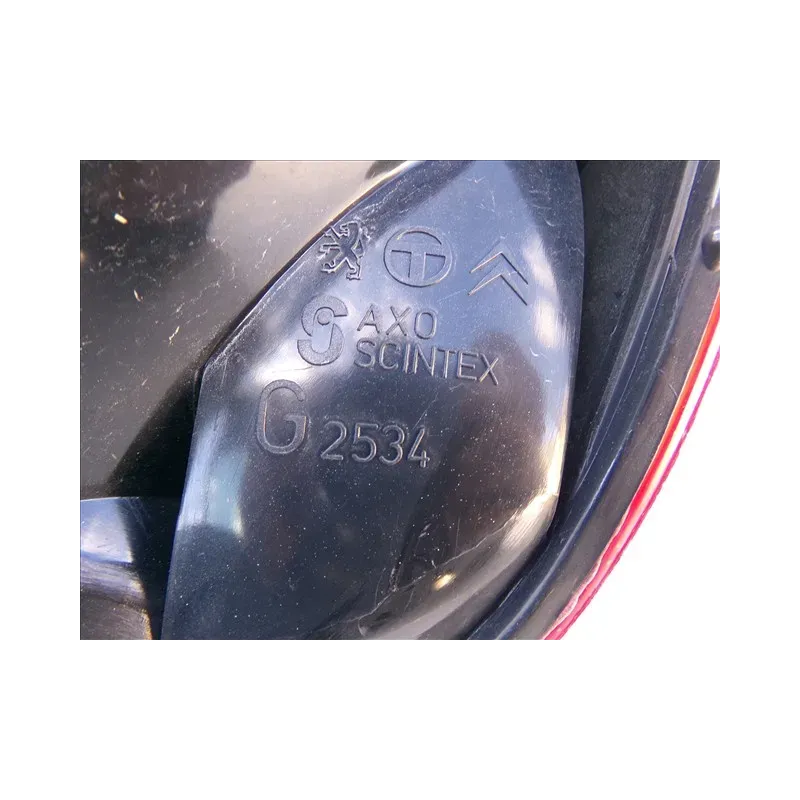 AXO
SCINTEX
G 2534